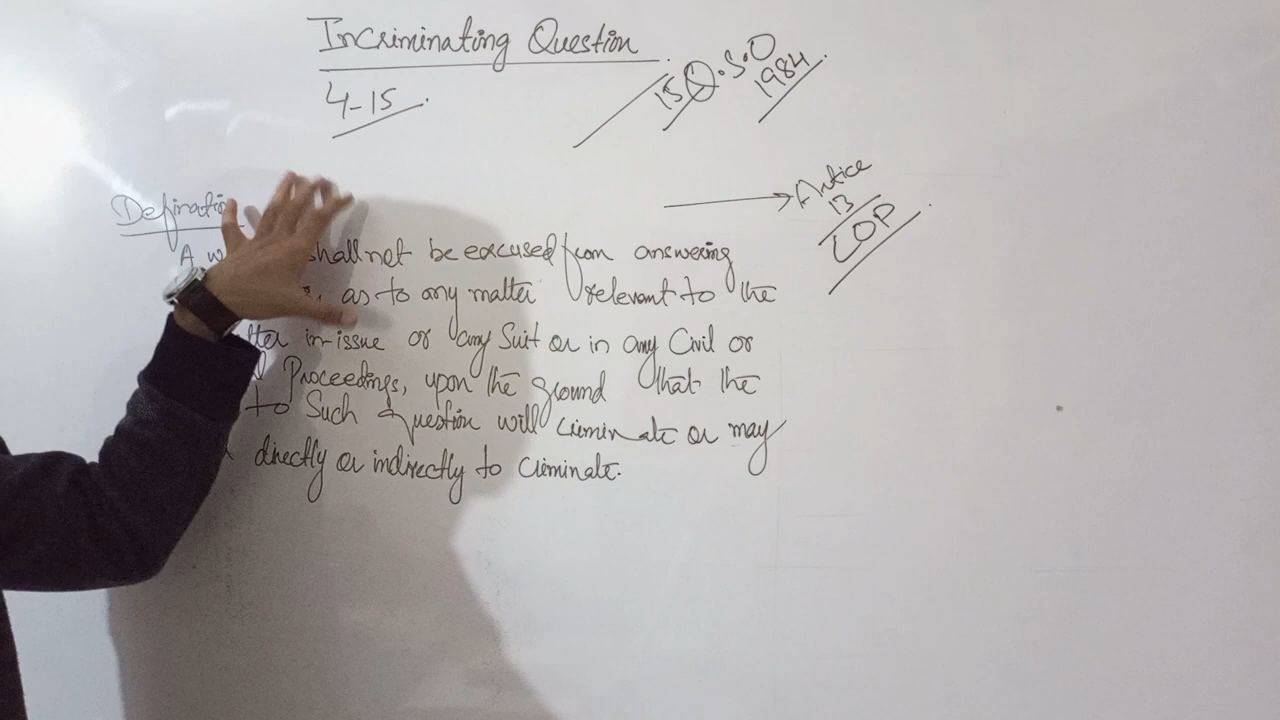 Incriminating Question
4-15
15 Q.S.O
1984
Artice
13
COP
Defination
A shall not be excused from answering
as to any matter relevant to the
in-issue or any Suit or in any Civil or
Proceedings, upon the ground that the
to Such question will criminate or may
directly or indirectly to criminate.